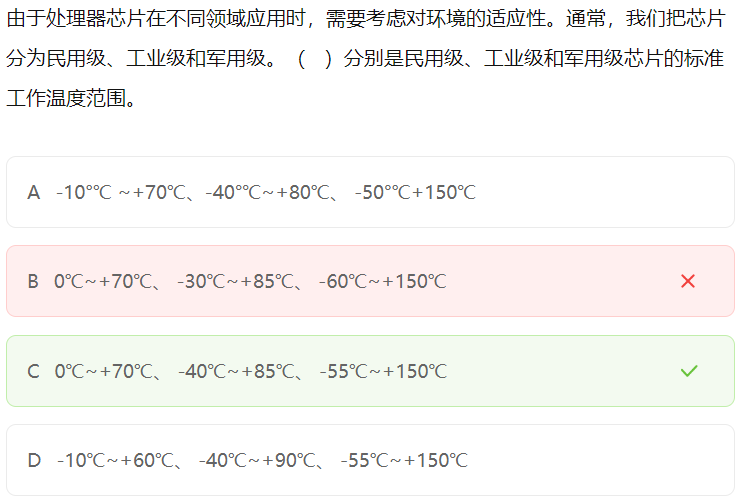 由于处理器芯片在不同领域应用时，需要考虑对环境的适应性。通常，我们把芯片
分为民用级、工业级和军用级。（ ）分别是民用级、工业级和军用级芯片的标准
工作温度范围。
A -10°℃ ~+70℃、-40°℃~+80℃、 -50°℃+150℃
B 0℃~+70℃、 -30℃~+85℃、 -60℃~+150℃
C 0℃~+70℃、 -40℃~+85℃、 -55℃~+150℃
D -10℃~+60℃、 -40℃~+90℃、 -55℃~+150℃